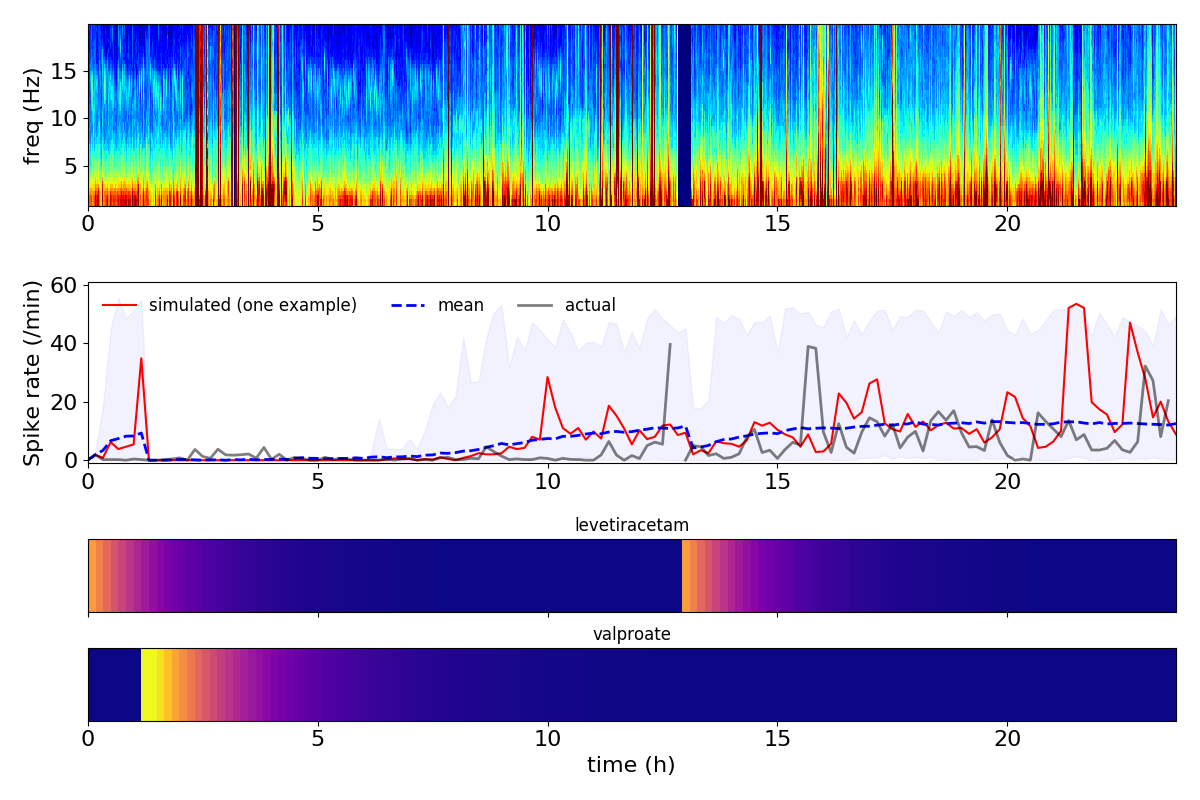 freq (Hz)
15
10
5
0 5 10 15 20
Spike rate (/min)
60
40
20
0
simulated (one example) mean actual
0 5 10 15 20
levetiracetam
valproate
0 5 10 15 20
time (h)